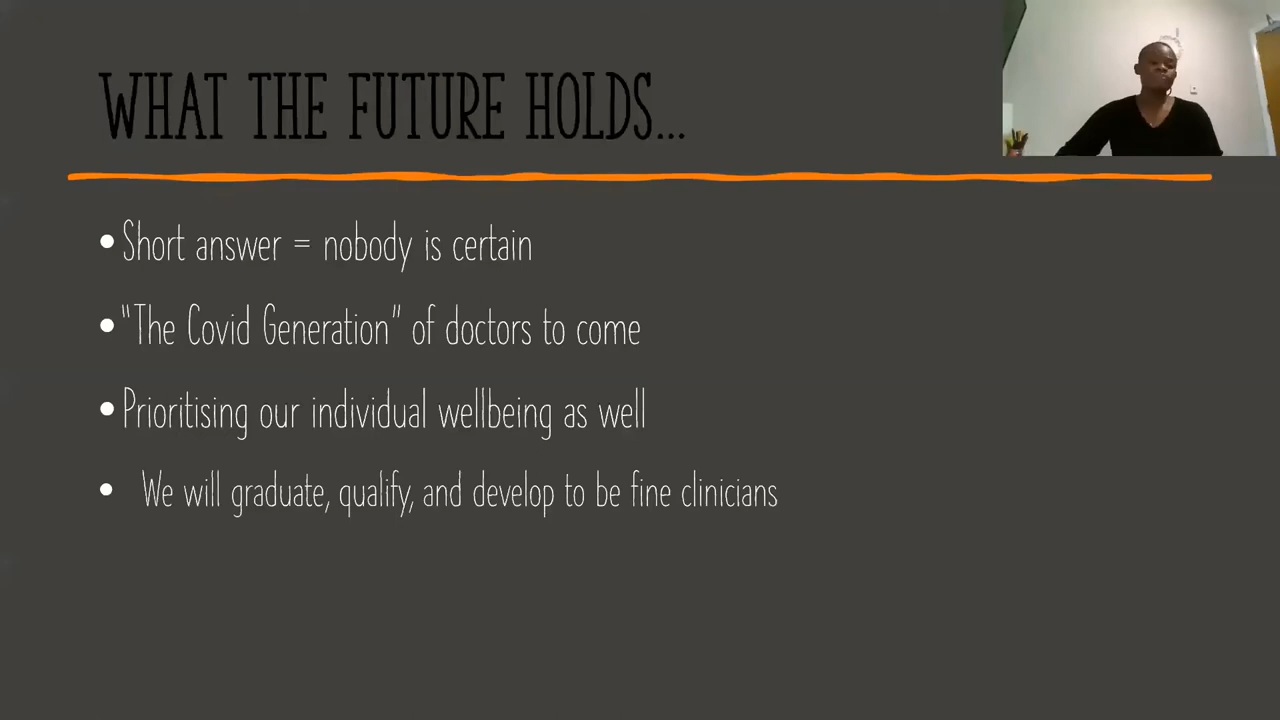 WHAT THE FUTURE HOLDS...
•Short answer = nobody is certain
•"The Covid Generation" of doctors to come
•Prioritising our individual wellbeing as well
• We will graduate, qualify, and develop to be fine clinicians